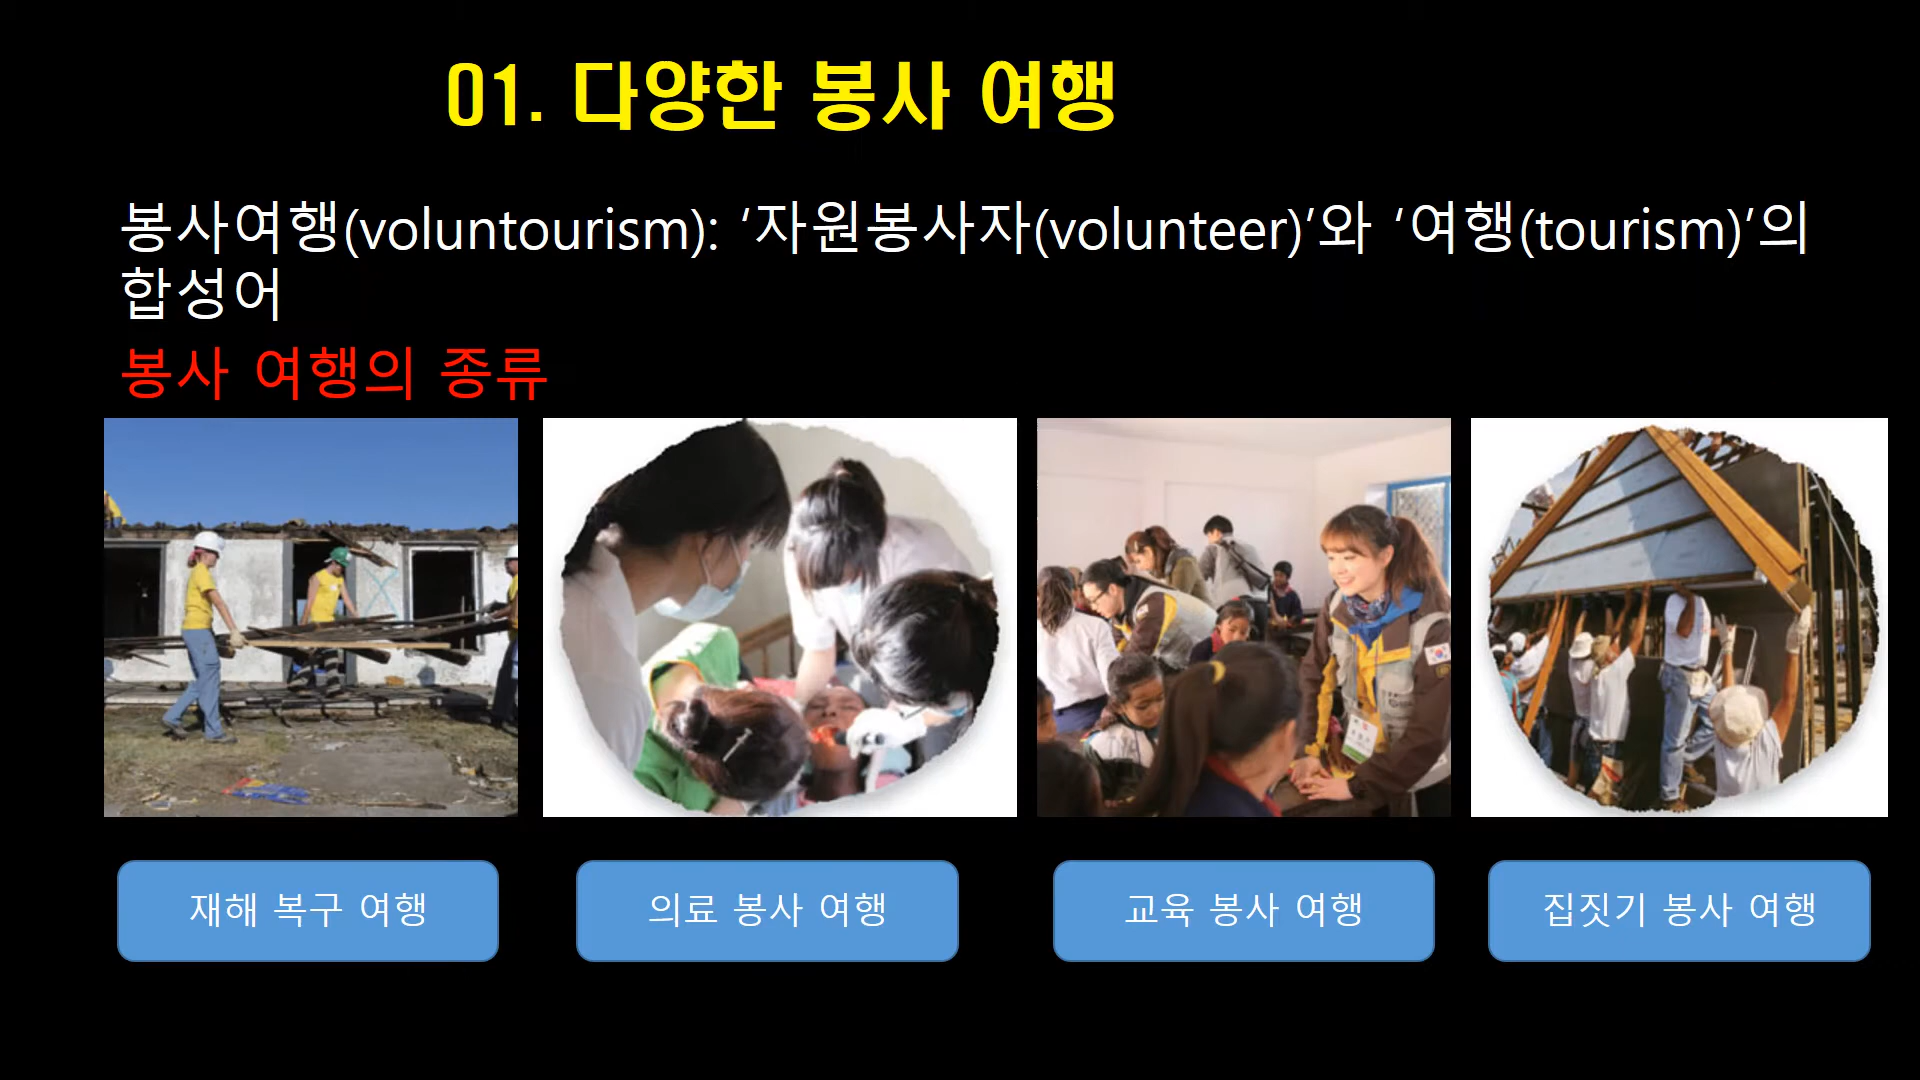 01. 다양한 봉사 여행
봉사여행(voluntourism): ‘자원봉사자(volunteer)’와 ‘여행(tourism)’의
합성어
봉사 여행의 종류
재해 복구 여행
의료 봉사 여행
교육 봉사 여행
집짓기 봉사 여행